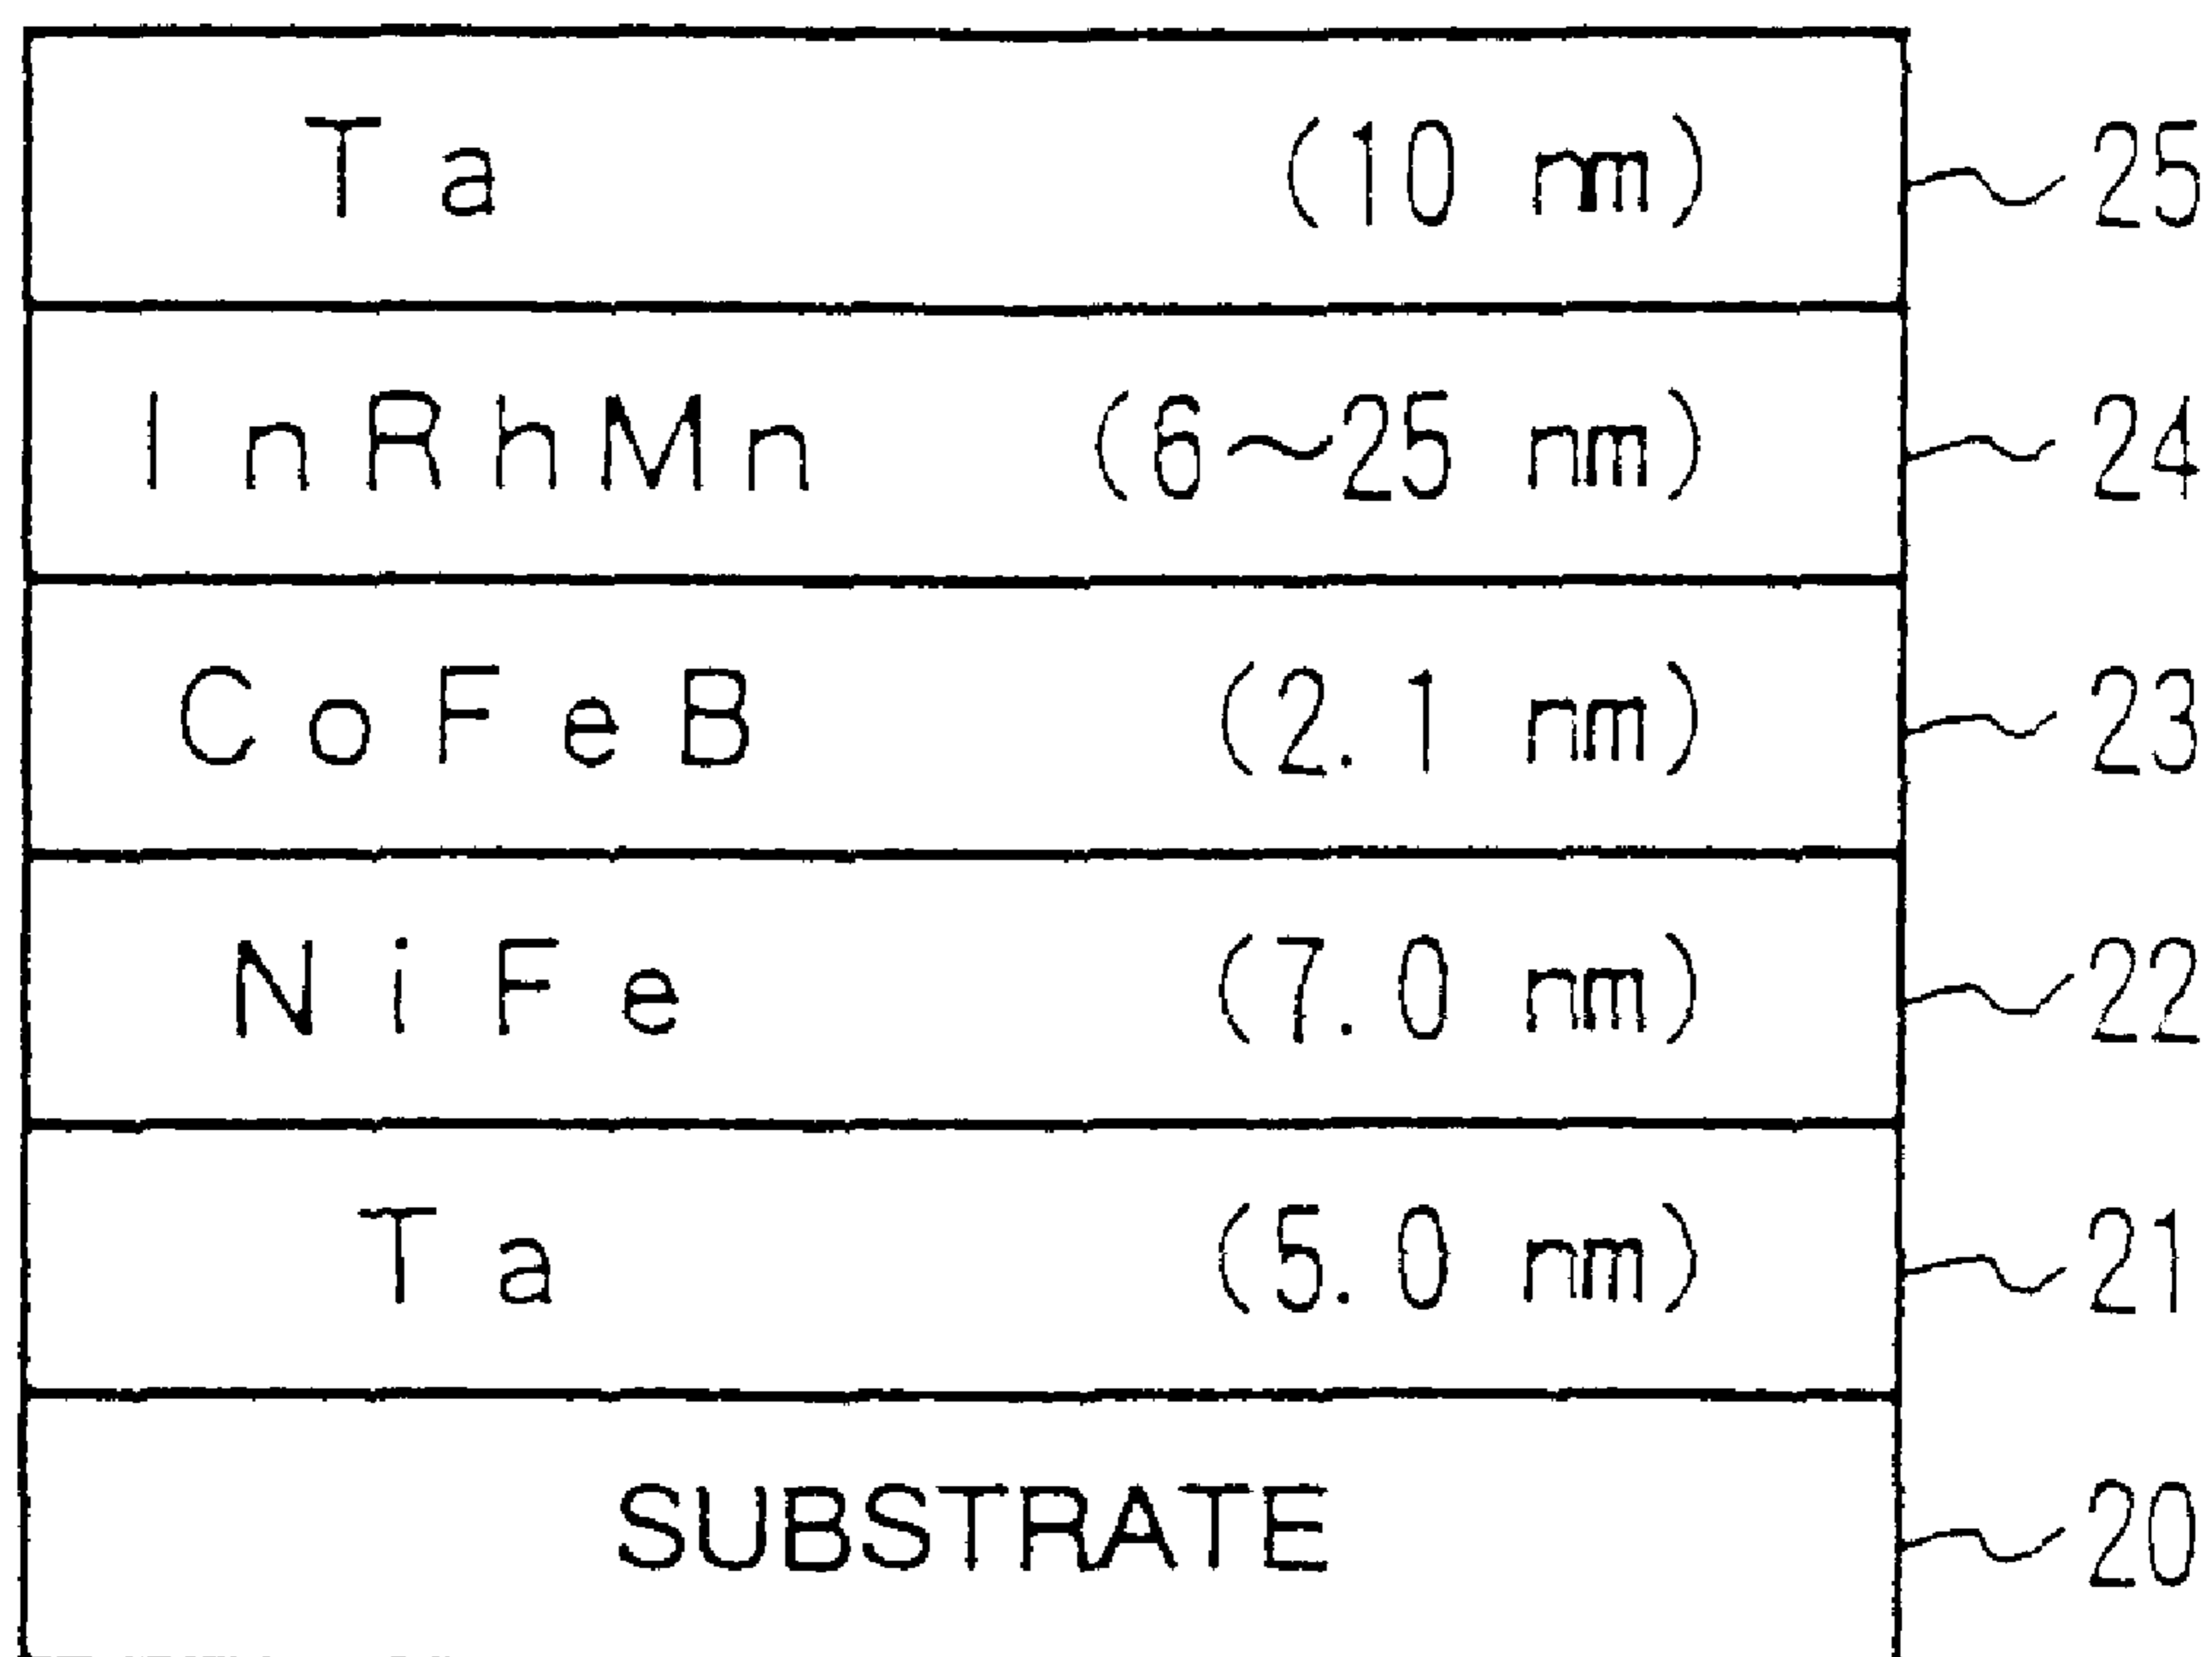 Ta (10 nm) 25
InRhMn (6~25 nm) 24
CoFeB (2.1 nm) 23
NiFe (7.0 nm) 22
Ta (5.0 nm) 21
SUBSTRATE 20